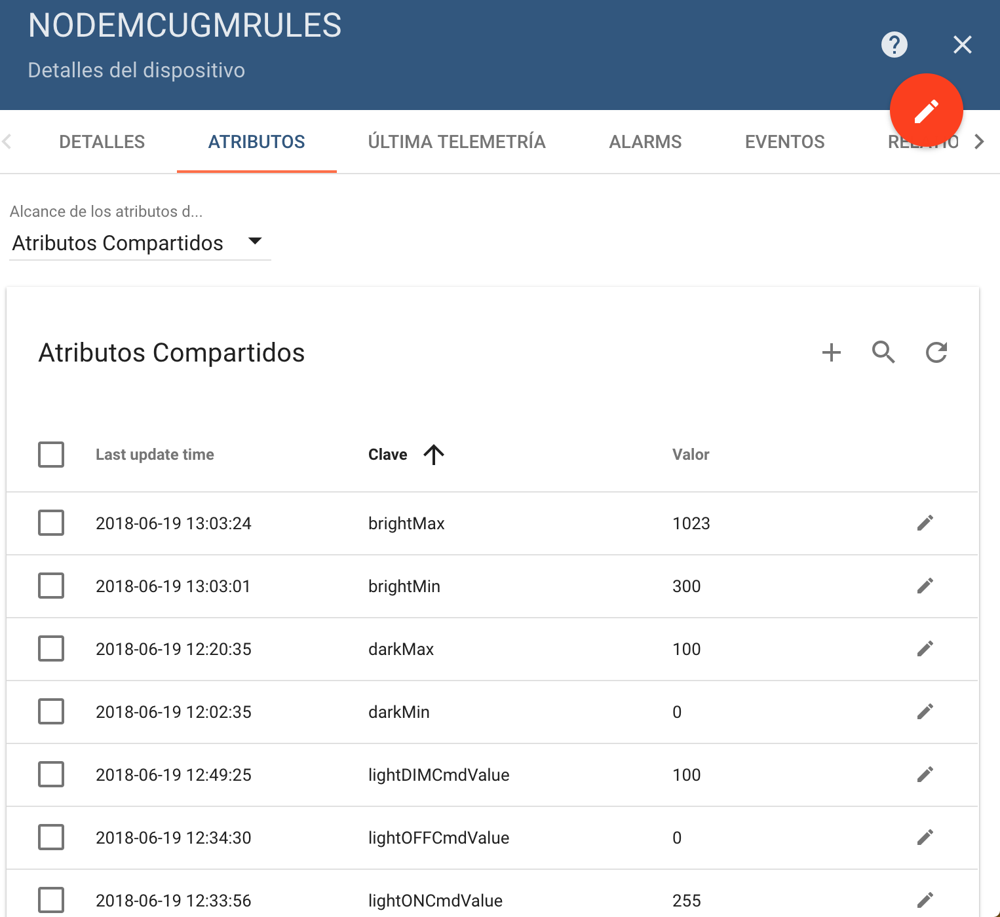 NODEMCUGMRULES
Detalles del dispositivo
DETALLES ATRIBUTOS ÚLTIMA TELEMETRÍA ALARMS EVENTOS
Alcance de los atributos d...
Atributos Compartidos
Atributos Compartidos
Last update time Clave Valor
2018-06-19 13:03:24 brightMax 1023
2018-06-19 13:03:01 brightMin 300
2018-06-19 12:20:35 darkMax 100
2018-06-19 12:02:35 darkMin 0
2018-06-19 12:49:25 lightDIMCmdValue 100
2018-06-19 12:34:30 lightOFFCmdValue 0
2018-06-19 12:33:56 lightONCmdValue 255